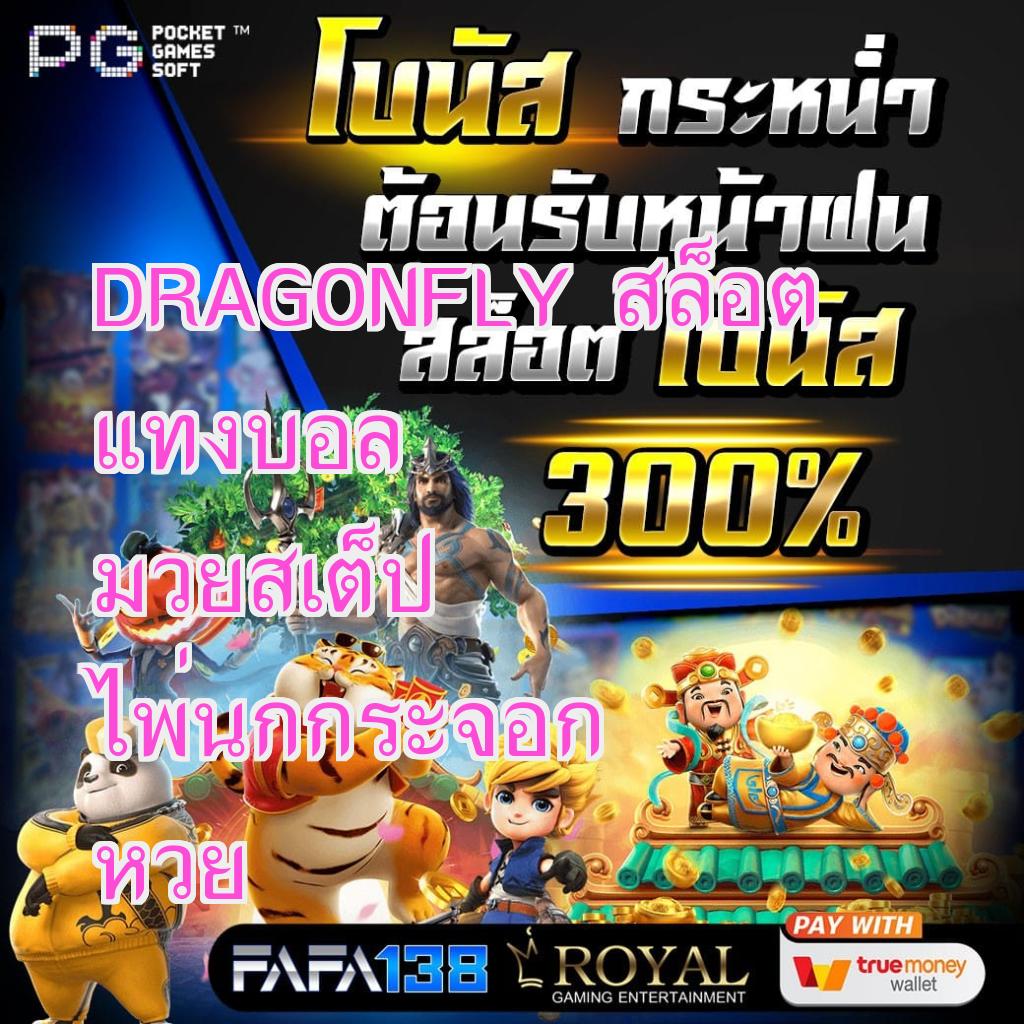 PG POCKET GAMES SOFT™
โบนัส กระหน่ำ
ต้อนรับหน้าฝน
DRAGONFLY สล็อต
สล็อต โบนัส
แทงบอล
300%
มวยสเต็ป
ไพ่นกกระจอก
หวย
FAFA138
ROYAL
GAMING ENTERTAINMENT
PAY WITH
truemoney
wallet